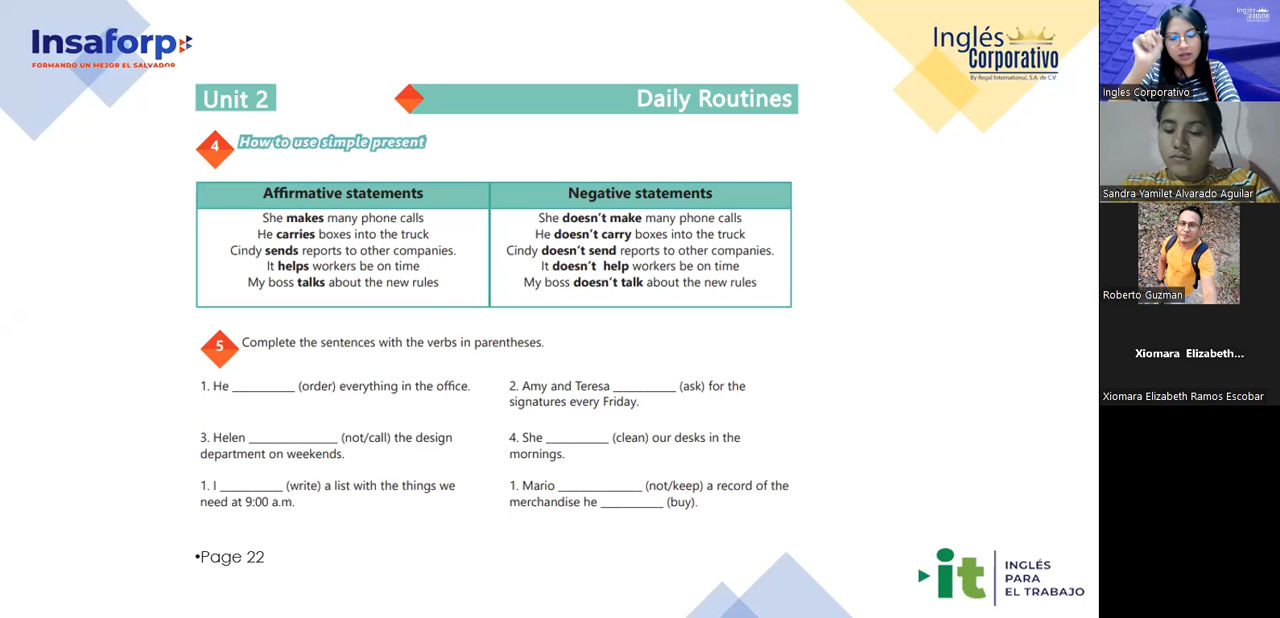 Insaforp
FORMANDO UN MEJOR EL SALVADOR
Inglés
Corporativo
By Regal International, S.A. de C.V
Unit 2
Daily Routines
4
How to use simple present
Affirmative statements
Negative statements
She makes many phone calls
He carries boxes into the truck
Cindy sends reports to other companies.
It helps workers be on time
My boss talks about the new rules
She doesn't make many phone calls
He doesn't carry boxes into the truck
Cindy doesn't send reports to other companies.
It doesn't help workers be on time
My boss doesn't talk about the new rules
5
Complete the sentences with the verbs in parentheses.
1. He __________ (order) everything in the office.
2. Amy and Teresa __________ (ask) for the
signatures every Friday.
3. Helen ______________ (not/call) the design
department on weekends.
4. She __________ (clean) our desks in the
mornings.
1. I __________ (write) a list with the things we
need at 9:00 a.m.
1. Mario _____________ (not/keep) a record of the
merchandise he __________ (buy).
•Page 22
it
INGLÉS
PARA
EL TRABAJO
Ingles Corporativo
Sandra Yamilet Alvarado Aguilar
Roberto Guzman
Xiomara Elizabeth...
Xiomara Elizabeth Ramos Escobar